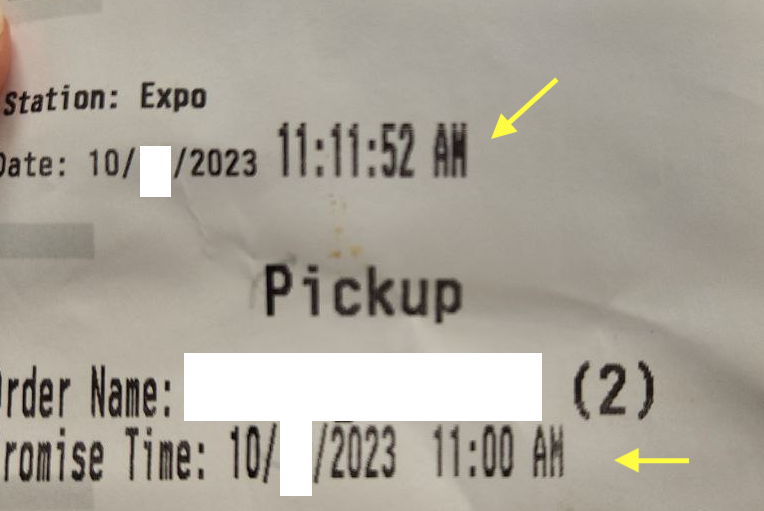 Station: Expo
Date: 10/ /2023 11:11:52 AM
Pickup
Order Name: (2)
Promise Time: 10/ /2023 11:00 AM